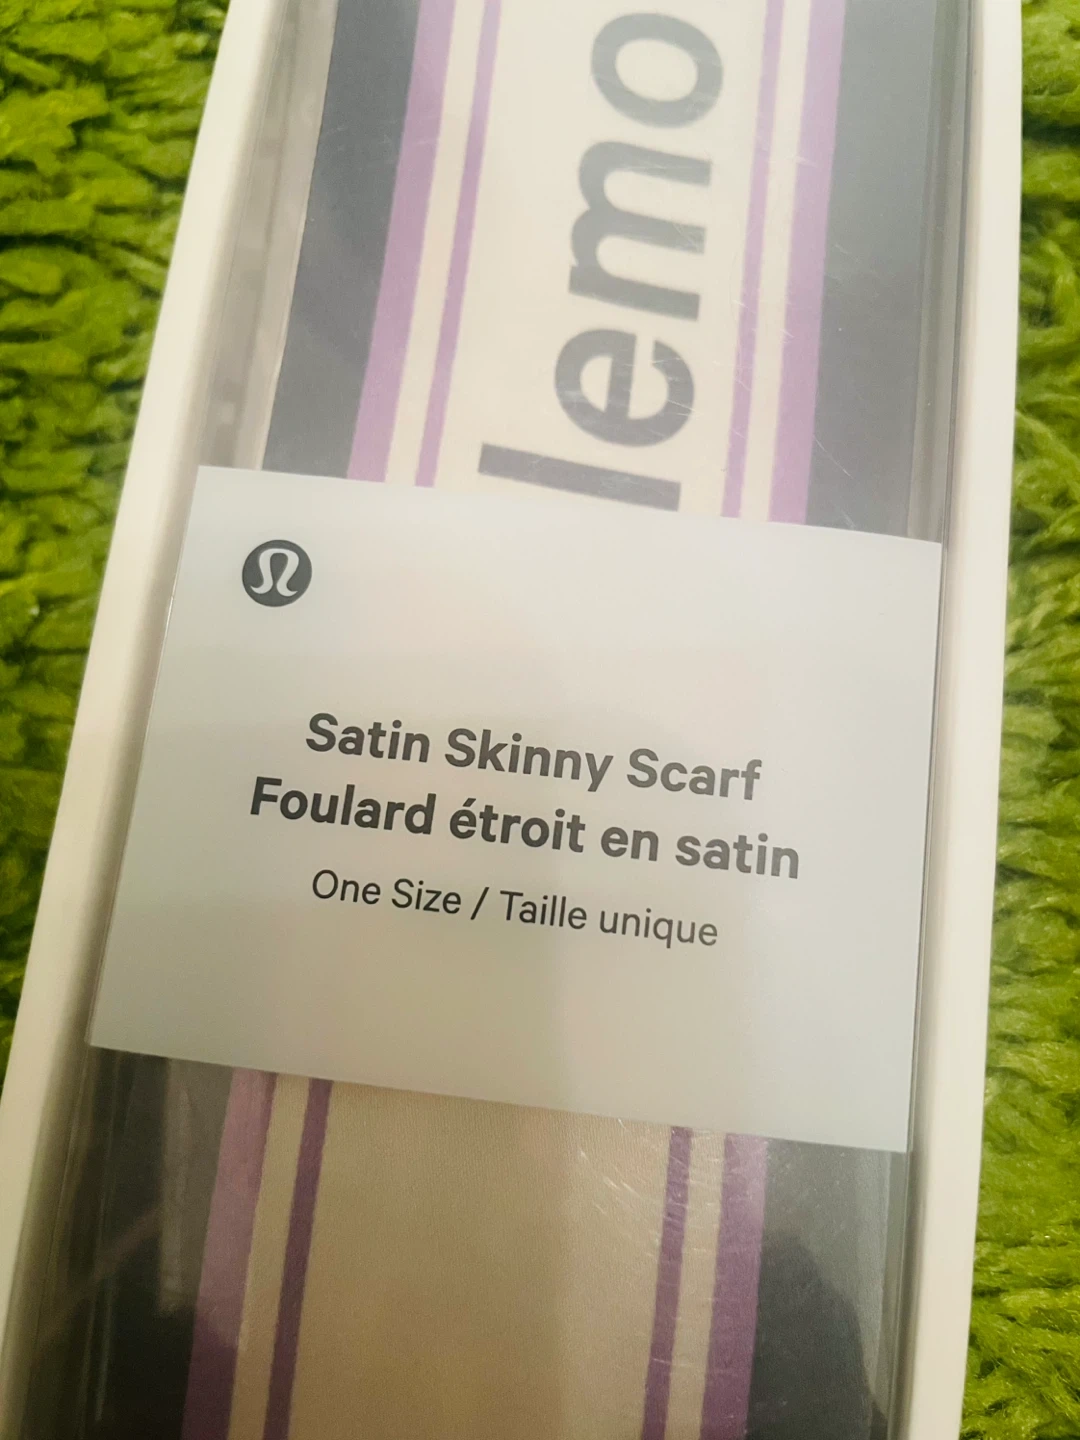 lemo
Satin Skinny Scarf
Foulard étroit en satin
One Size / Taille unique